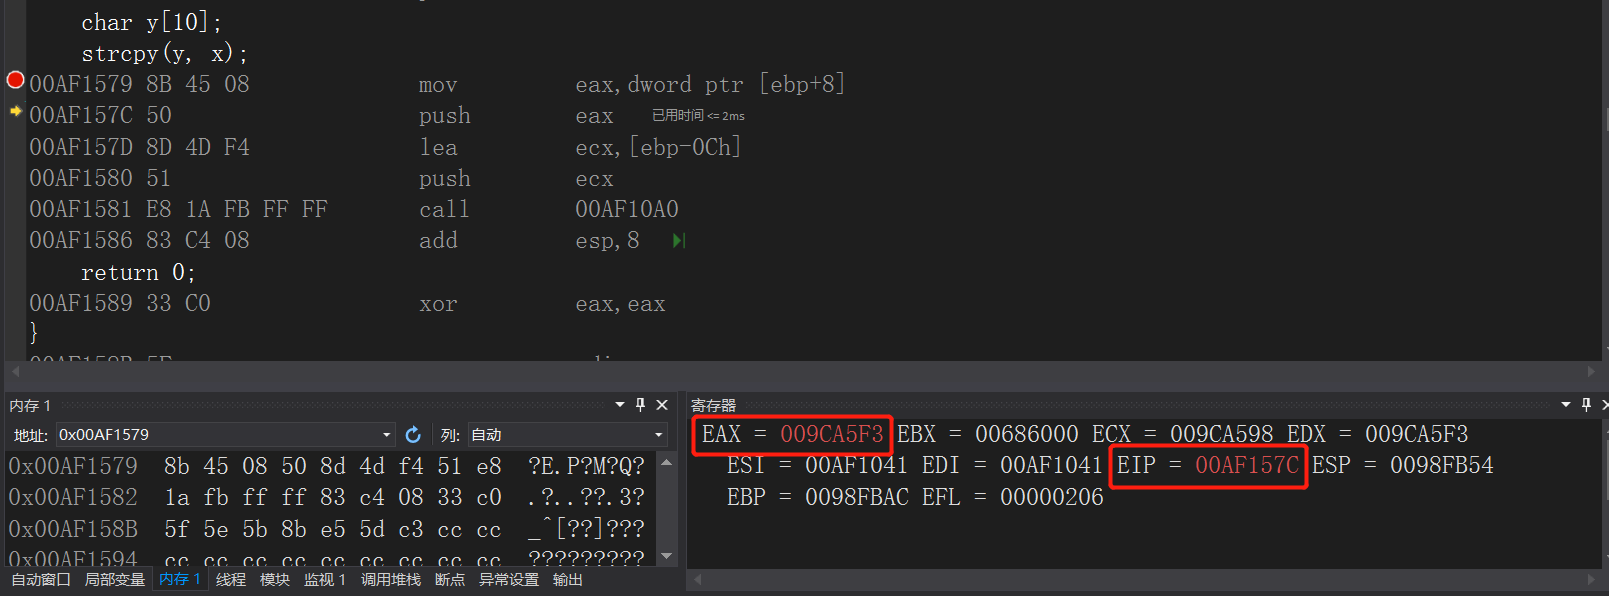 char y[10];
strcpy(y, x);
00AF1579 8B 45 08 mov eax,dword ptr [ebp+8]
00AF157C 50 push eax 已用时间 <= 2ms
00AF157D 8D 4D F4 lea ecx,[ebp-0Ch]
00AF1580 51 push ecx
00AF1581 E8 1A FB FF FF call 00AF10A0
00AF1586 83 C4 08 add esp,8
return 0;
00AF1589 33 C0 xor eax,eax
}
内存 1
地址: 0x00AF1579 列: 自动
0x00AF1579 8b 45 08 50 8d 4d f4 51 e8 ?E.P?M?Q?
0x00AF1582 1a fb ff ff 83 c4 08 33 c0 .?..??.3?
0x00AF158B 5f 5e 5b 8b e5 5d c3 cc cc _^[??]???
0x00AF1594 cc cc cc cc cc cc cc cc cc ?????????
自动窗口 局部变量 内存 1 线程 模块 监视 1 调用堆栈 断点 异常设置 输出
寄存器
EAX = 009CA5F3 EBX = 00686000 ECX = 009CA598 EDX = 009CA5F3
ESI = 00AF1041 EDI = 00AF1041 EIP = 00AF157C ESP = 0098FB54
EBP = 0098FBAC EFL = 00000206